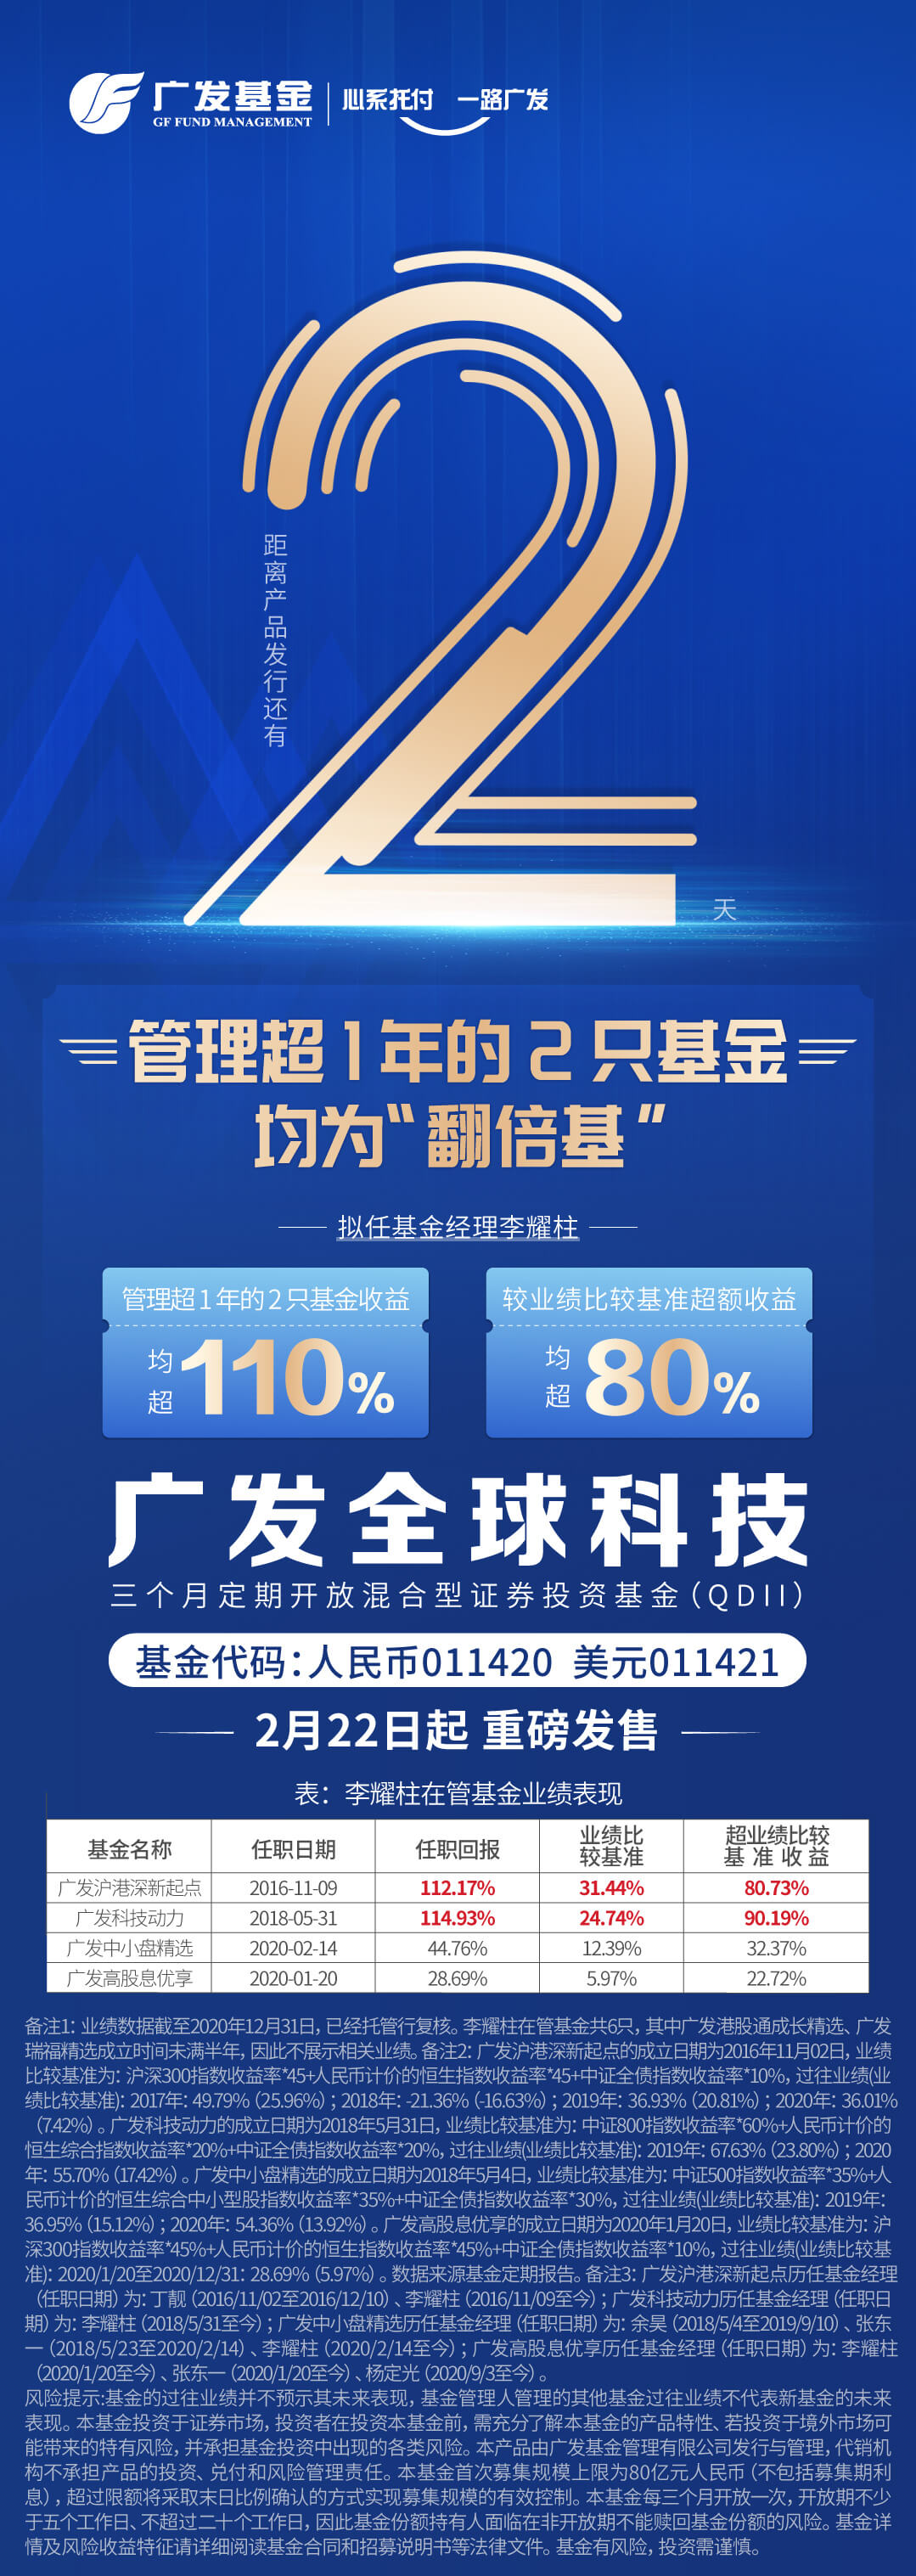 广发基金 心系托付 一路广发
GF FUND MANAGEMENT
2
距离产品发行还有
天
管理超1年的2只基金
均为“翻倍基”
拟任基金经理李耀柱
管理超1年的2只基金收益
均超110%
较业绩比较基准超额收益
均超80%
广发全球科技
三个月定期开放混合型证券投资基金(QDII)
基金代码:人民币011420 美元011421
2月22日起 重磅发售
表：李耀柱在管基金业绩表现
基金名称 任职日期 任职回报 业绩比较基准 超业绩比较基准收益
广发沪港深新起点 2016-11-09 112.17% 31.44% 80.73%
广发科技动力 2018-05-31 114.93% 24.74% 90.19%
广发中小盘精选 2020-02-14 44.76% 12.39% 32.37%
广发高股息优享 2020-01-20 28.69% 5.97% 22.72%
备注1：业绩数据截至2020年12月31日，已经托管行复核。李耀柱在管基金共6只，其中广发港股通成长精选、广发
瑞福精选成立时间未满半年，因此不展示相关业绩。备注2：广发沪港深新起点的成立日期为2016年11月02日，业绩
比较基准为：沪深300指数收益率*45+人民币计价的恒生指数收益率*45+中证全债指数收益率*10%，过往业绩(业
绩比较基准)：2017年：49.79%（25.96%）；2018年：-21.36%（-16.63%）；2019年：36.93%（20.81%）；2020年：36.01%
（7.42%）。广发科技动力的成立日期为2018年5月31日，业绩比较基准为：中证800指数收益率*60%+人民币计价的
恒生综合指数收益率*20%+中证全债指数收益率*20%，过往业绩(业绩比较基准)：2019年：67.63%（23.80%）；2020
年：55.70%（17.42%）。广发中小盘精选的成立日期为2018年5月4日，业绩比较基准为：中证500指数收益率*35%+人
民币计价的恒生综合中小型股指数收益率*35%+中证全债指数收益率*30%，过往业绩(业绩比较基准)：2019年：
36.95%（15.12%）；2020年：54.36%（13.92%）。广发高股息优享的成立日期为2020年1月20日，业绩比较基准为：沪
深300指数收益率*45%+人民币计价的恒生指数收益率*45%+中证全债指数收益率*10%，过往业绩(业绩比较基
准)：2020/1/20至2020/12/31：28.69%（5.97%）。数据来源基金定期报告。备注3：广发沪港深新起点历任基金经理
（任职日期）为：丁靓（2016/11/02至2016/12/10）、李耀柱（2016/11/09至今）；广发科技动力历任基金经理（任职日
期）为：李耀柱（2018/5/31至今）；广发中小盘精选历任基金经理（任职日期）为：余昊（2018/5/4至2019/9/10）、张东
一（2018/5/23至2020/2/14）、李耀柱（2020/2/14至今）；广发高股息优享历任基金经理（任职日期）为：李耀柱
（2020/1/20至今）、张东一（2020/1/20至今）、杨定光（2020/9/3至今）。
风险提示:基金的过往业绩并不预示其未来表现，基金管理人管理的其他基金过往业绩不代表新基金的未来
表现。本基金投资于证券市场，投资者在投资本基金前，需充分了解本基金的产品特性、若投资于境外市场可
能带来的特有风险，并承担基金投资中出现的各类风险。本产品由广发基金管理有限公司发行与管理，代销机
构不承担产品的投资、兑付和风险管理责任。本基金首次募集规模上限为80亿元人民币（不包括募集期利
息），超过限额将采取末日比例确认的方式实现募集规模的有效控制。本基金每三个月开放一次，开放期不少
于五个工作日、不超过二十个工作日，因此基金份额持有人面临在非开放期不能赎回基金份额的风险。基金详
情及风险收益特征请详细阅读基金合同和招募说明书等法律文件。基金有风险，投资需谨慎。